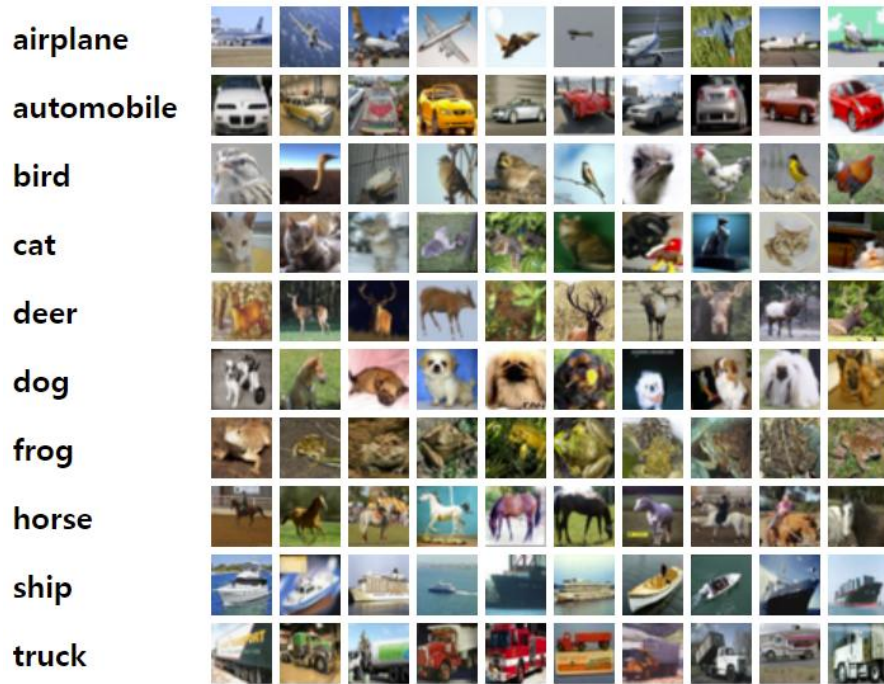 airplane
automobile
bird
cat
deer
dog
frog
horse
ship
truck